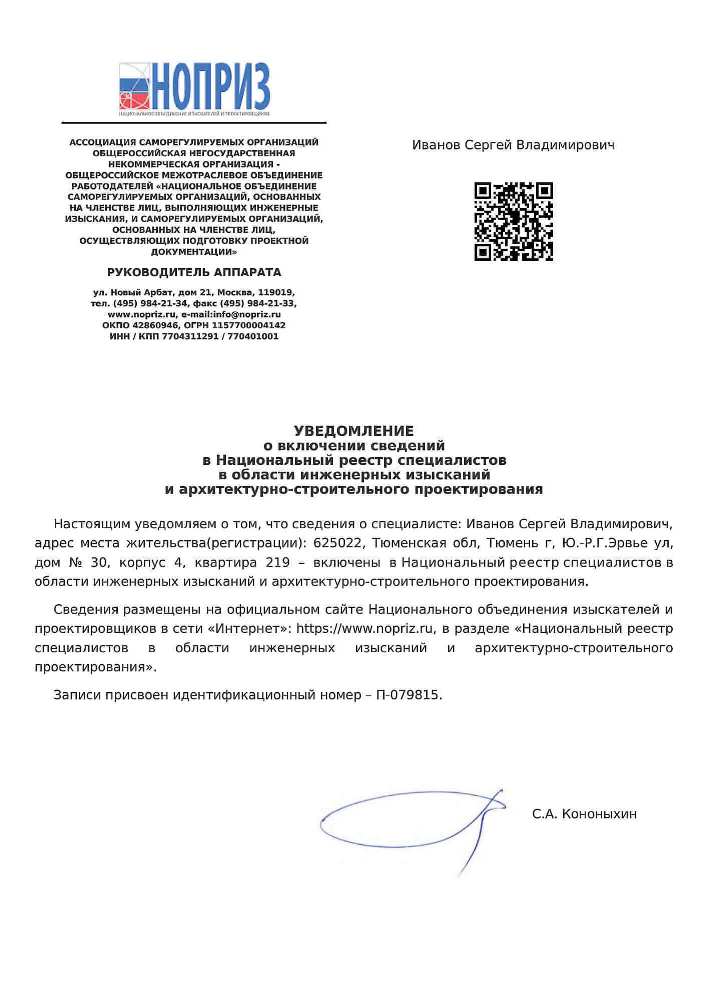 НОПРИЗ
НАЦИОНАЛЬНОЕ ОБЪЕДИНЕНИЕ ИЗЫСКАТЕЛЕЙ И ПРОЕКТИРОВЩИКОВ
АССОЦИАЦИЯ САМОРЕГУЛИРУЕМЫХ ОРГАНИЗАЦИЙ
ОБЩЕРОССИЙСКАЯ НЕГОСУДАРСТВЕННАЯ
НЕКОММЕРЧЕСКАЯ ОРГАНИЗАЦИЯ -
ОБЩЕРОССИЙСКОЕ МЕЖОТРАСЛЕВОЕ ОБЪЕДИНЕНИЕ
РАБОТОДАТЕЛЕЙ «НАЦИОНАЛЬНОЕ ОБЪЕДИНЕНИЕ
САМОРЕГУЛИРУЕМЫХ ОРГАНИЗАЦИЙ, ОСНОВАННЫХ
НА ЧЛЕНСТВЕ ЛИЦ, ВЫПОЛНЯЮЩИХ ИНЖЕНЕРНЫЕ
ИЗЫСКАНИЯ, И САМОРЕГУЛИРУЕМЫХ ОРГАНИЗАЦИЙ,
ОСНОВАННЫХ НА ЧЛЕНСТВЕ ЛИЦ,
ОСУЩЕСТВЛЯЮЩИХ ПОДГОТОВКУ ПРОЕКТНОЙ
ДОКУМЕНТАЦИИ»
РУКОВОДИТЕЛЬ АППАРАТА
ул. Новый Арбат, дом 21, Москва, 119019,
тел. (495) 984-21-34, факс (495) 984-21-33,
www.nopriz.ru, e-mail:info@nopriz.ru
ОКПО 42860946, ОГРН 1157700004142
ИНН / КПП 7704311291 / 770401001
Иванов Сергей Владимирович
УВЕДОМЛЕНИЕ
о включении сведений
в Национальный реестр специалистов
в области инженерных изысканий
и архитектурно-строительного проектирования
Настоящим уведомляем о том, что сведения о специалисте: Иванов Сергей Владимирович,
адрес места жительства(регистрации): 625022, Тюменская обл, Тюмень г, Ю.-Р.Г.Эрвье ул,
дом № 30, корпус 4, квартира 219 – включены в Национальный реестр специалистов в
области инженерных изысканий и архитектурно-строительного проектирования.
Сведения размещены на официальном сайте Национального объединения изыскателей и
проектировщиков в сети «Интернет»: https://www.nopriz.ru, в разделе «Национальный реестр
специалистов в области инженерных изысканий и архитектурно-строительного
проектирования».
Записи присвоен идентификационный номер – П-079815.
С.А. Кононыхин